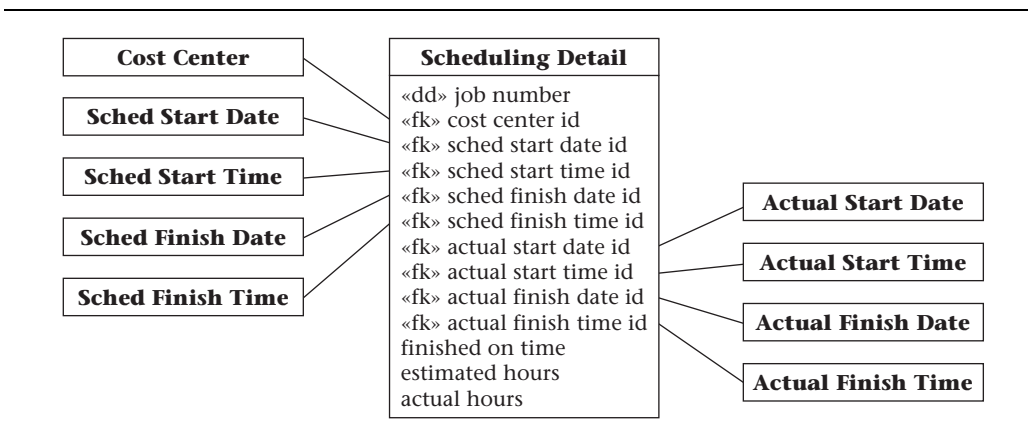 Cost Center
Sched Start Date
Sched Start Time
Sched Finish Date
Sched Finish Time
Scheduling Detail
«dd» job number
«fk» cost center id
«fk» sched start date id
«fk» sched start time id
«fk» sched finish date id
«fk» sched finish time id
«fk» actual start date id
«fk» actual start time id
«fk» actual finish date id
«fk» actual finish time id
finished on time
estimated hours
actual hours
Actual Start Date
Actual Start Time
Actual Finish Date
Actual Finish Time